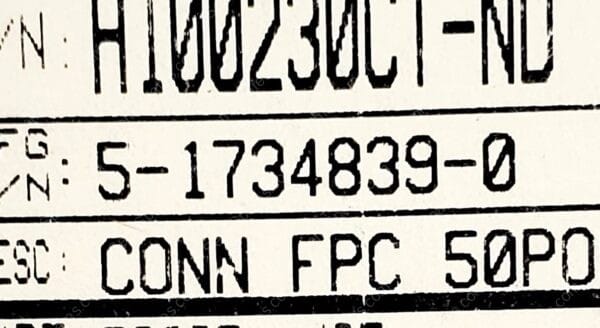 /N: A100230CT-ND
FG
/N: 5-1734839-0
ESC: CONN FPC 50PO